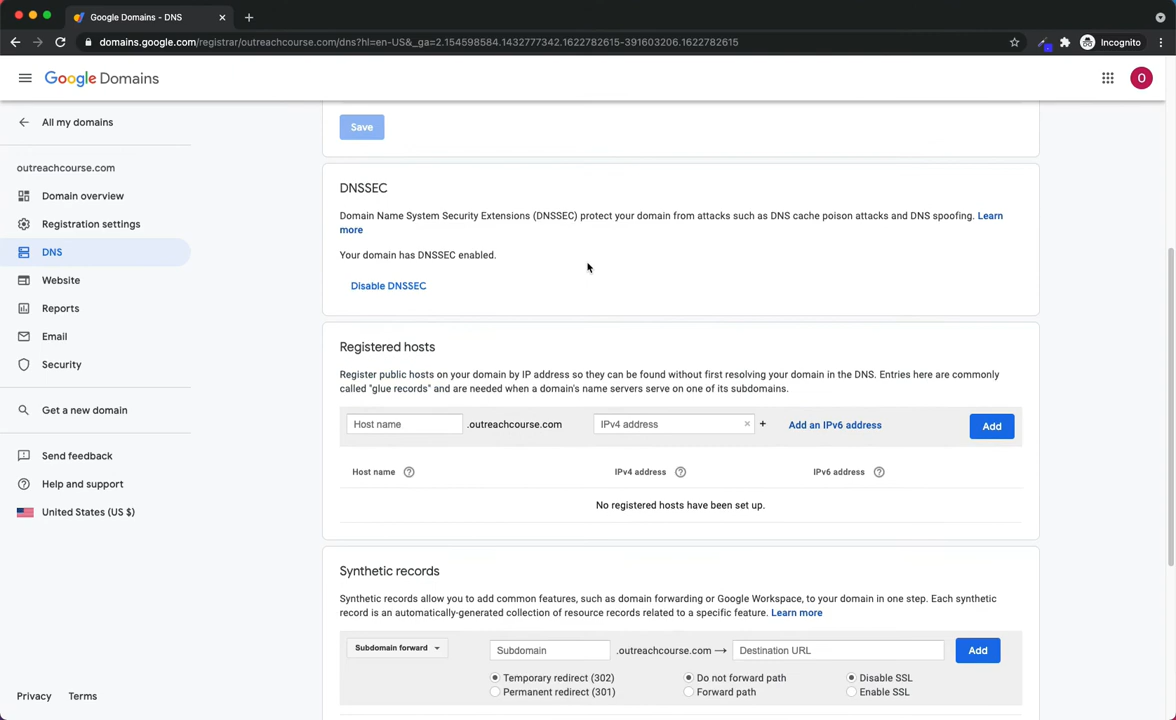 Google Domains - DNS
domains.google.com/registrar/outreachcourse.com/dns?hl=en-US&_ga=2.154598584.1432777342.1622782615-391603206.1622782615
Incognito
Google Domains
O
All my domains
outreachcourse.com
Domain overview
Registration settings
DNS
Website
Reports
Email
Security
Get a new domain
Send feedback
Help and support
United States (US $)
Privacy Terms
Save
DNSSEC
Domain Name System Security Extensions (DNSSEC) protect your domain from attacks such as DNS cache poison attacks and DNS spoofing. Learn
more
Your domain has DNSSEC enabled.
Disable DNSSEC
Registered hosts
Register public hosts on your domain by IP address so they can be found without first resolving your domain in the DNS. Entries here are commonly
called "glue records" and are needed when a domain's name servers serve on one of its subdomains.
Host name .outreachcourse.com IPv4 address × + Add an IPv6 address Add
Host name ? IPv4 address ? IPv6 address ?
No registered hosts have been set up.
Synthetic records
Synthetic records allow you to add common features, such as domain forwarding or Google Workspace, to your domain in one step. Each synthetic
record is an automatically-generated collection of resource records related to a specific feature. Learn more
Subdomain forward Subdomain .outreachcourse.com → Destination URL Add
Temporary redirect (302) Do not forward path Disable SSL
Permanent redirect (301) Forward path Enable SSL